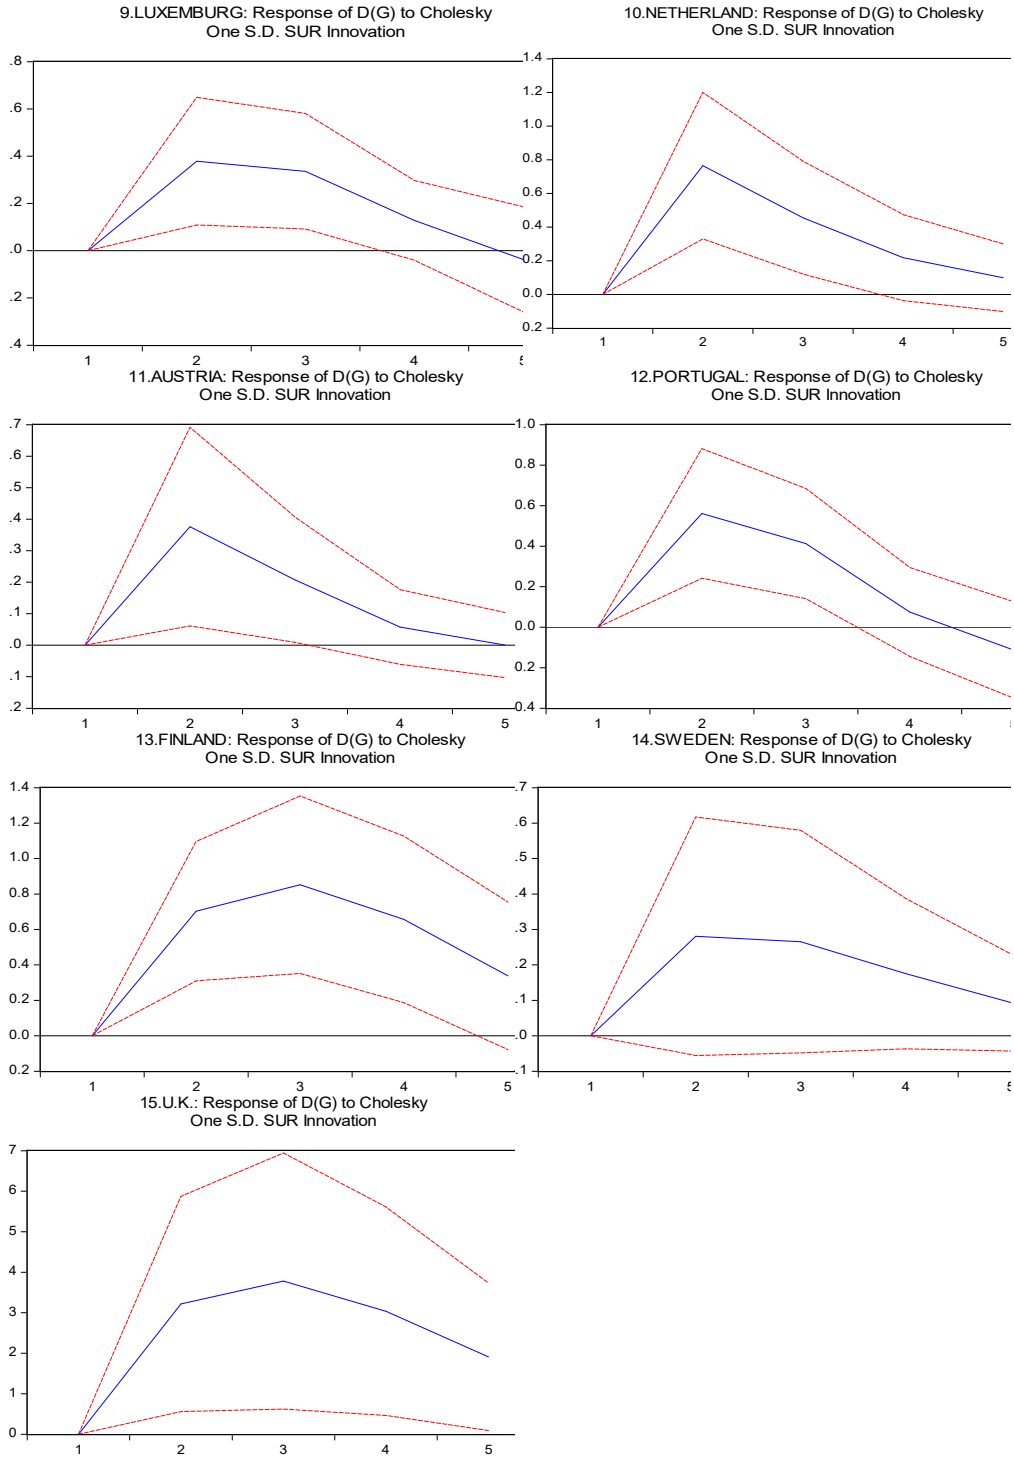 9.LUXEMBURG: Response of D(G) to Cholesky
One S.D. SUR Innovation
.8
.6
.4
.2
.0
.2
.4
1 2 3 4 5
10.NETHERLAND: Response of D(G) to Cholesky
One S.D. SUR Innovation
1.4
1.2
1.0
0.8
0.6
0.4
0.2
0.0
0.2
1 2 3 4 5
11.AUSTRIA: Response of D(G) to Cholesky
One S.D. SUR Innovation
.7
.6
.5
.4
.3
.2
.1
.0
.1
.2
1 2 3 4 5
12.PORTUGAL: Response of D(G) to Cholesky
One S.D. SUR Innovation
1.0
0.8
0.6
0.4
0.2
0.0
0.2
0.4
1 2 3 4 5
13.FINLAND: Response of D(G) to Cholesky
One S.D. SUR Innovation
1.4
1.2
1.0
0.8
0.6
0.4
0.2
0.0
0.2
1 2 3 4 5
14.SWEDEN: Response of D(G) to Cholesky
One S.D. SUR Innovation
.7
.6
.5
.4
.3
.2
.1
.0
.1
1 2 3 4 5
15.U.K.: Response of D(G) to Cholesky
One S.D. SUR Innovation
7
6
5
4
3
2
1
0
1 2 3 4 5